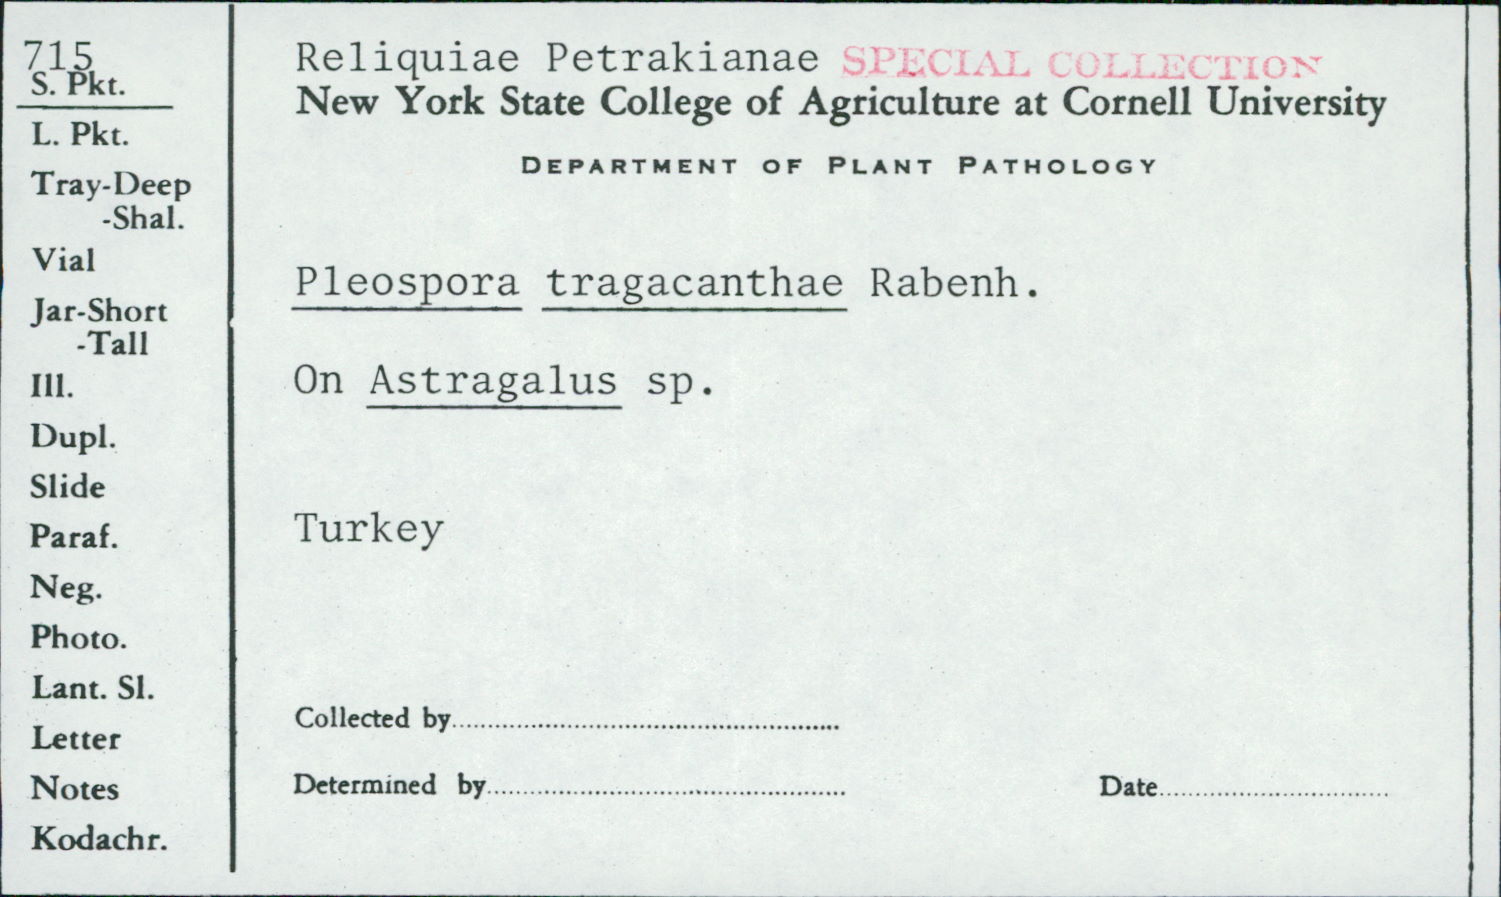 715
S. Pkt.
L. Pkt.
Tray-Deep
-Shal.
Vial
Jar-Short
-Tall
Ill.
Dupl.
Slide
Paraf.
Neg.
Photo.
Lant. Sl.
Letter
Notes
Kodachr.
Reliquiae Petrakianae SPECIAL COLLECTION
New York State College of Agriculture at Cornell University
DEPARTMENT OF PLANT PATHOLOGY
Pleospora tragacanthae Rabenh.
On Astragalus sp.
Turkey
Collected by
Determined by
Date